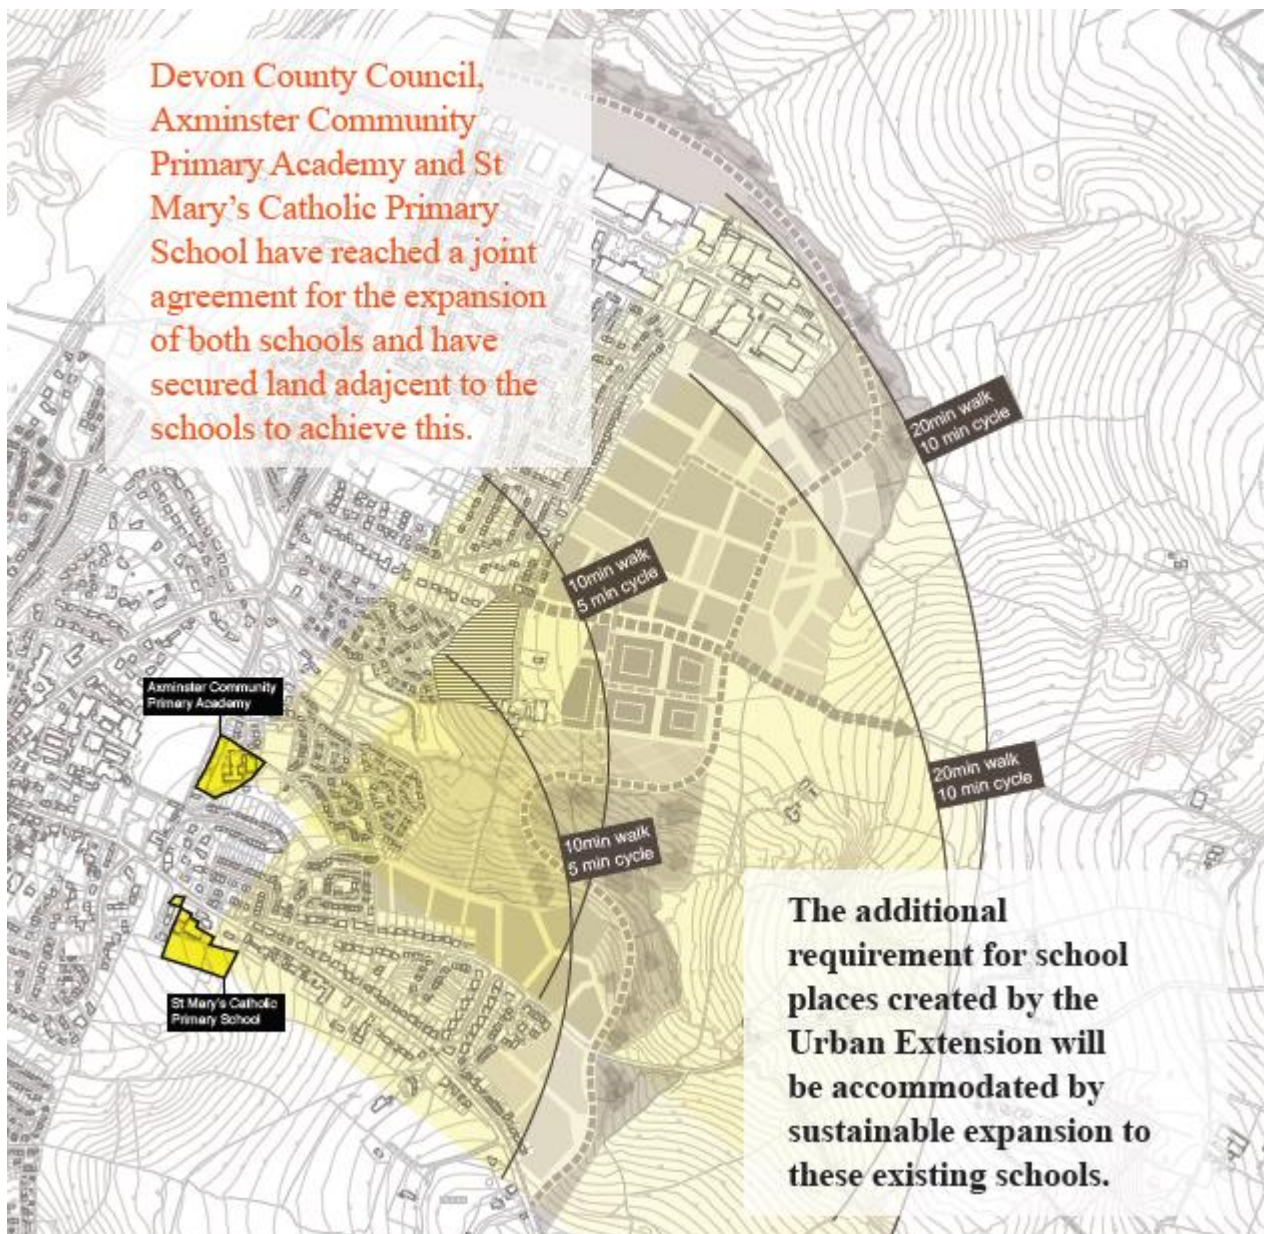 Devon County Council,
Axminster Community
Primary Academy and St
Mary's Catholic Primary
School have reached a joint
agreement for the expansion
of both schools and have
secured land adajcent to the
schools to achieve this.
20min walk
10 min cycle
10min walk
5 min cycle
Axminster Community
Primary Academy
20min walk
10 min cycle
10min walk
5 min cycle
St Mary's Catholic
Primary School
The additional
requirement for school
places created by the
Urban Extension will
be accommodated by
sustainable expansion to
these existing schools.